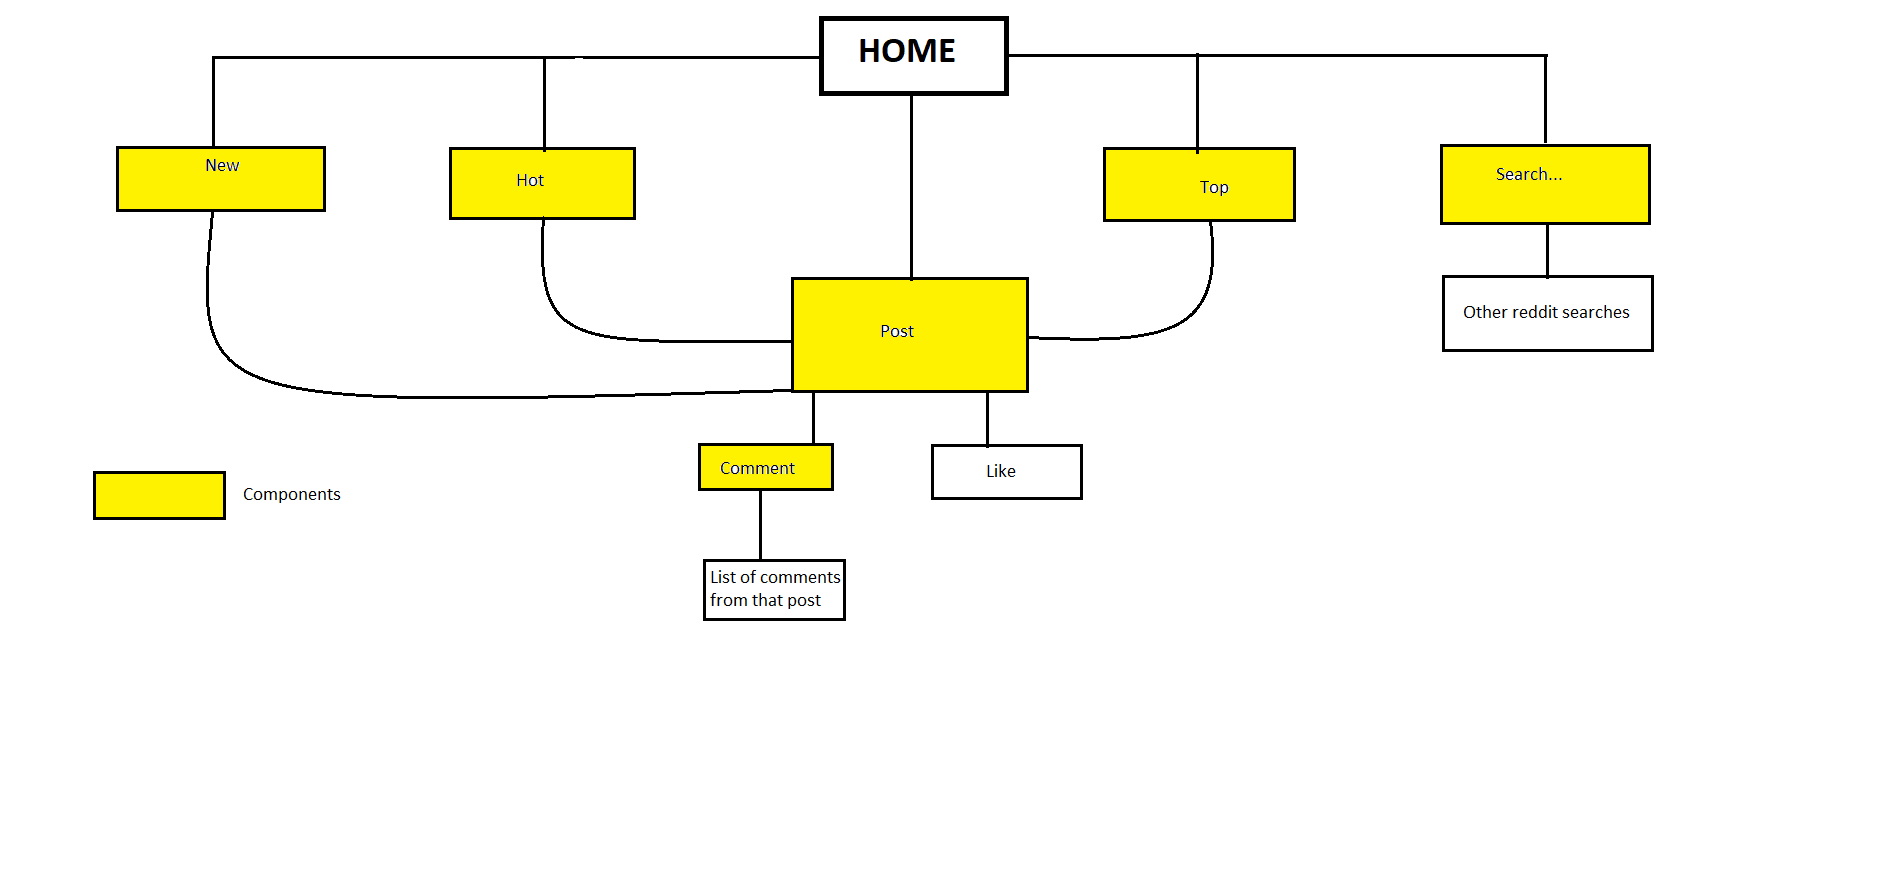 HOME
New
Hot
Top
Search...
Post
Other reddit searches
Comment
Like
Components
List of comments
from that post